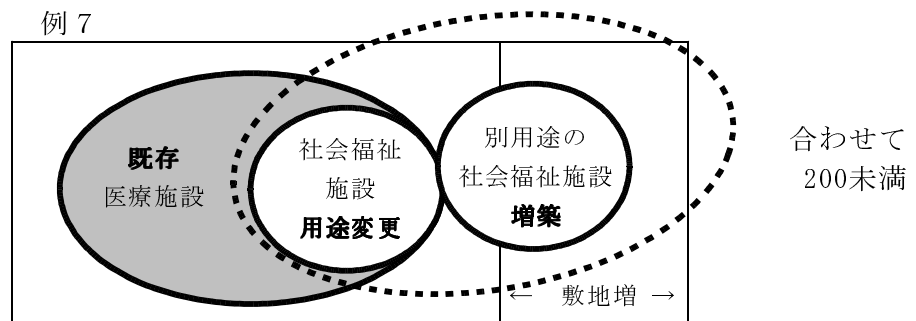 例７
既存
医療施設
社会福祉
施設
用途変更
別用途の
社会福祉施設
増築
合わせて
200未満
← 敷地増 →